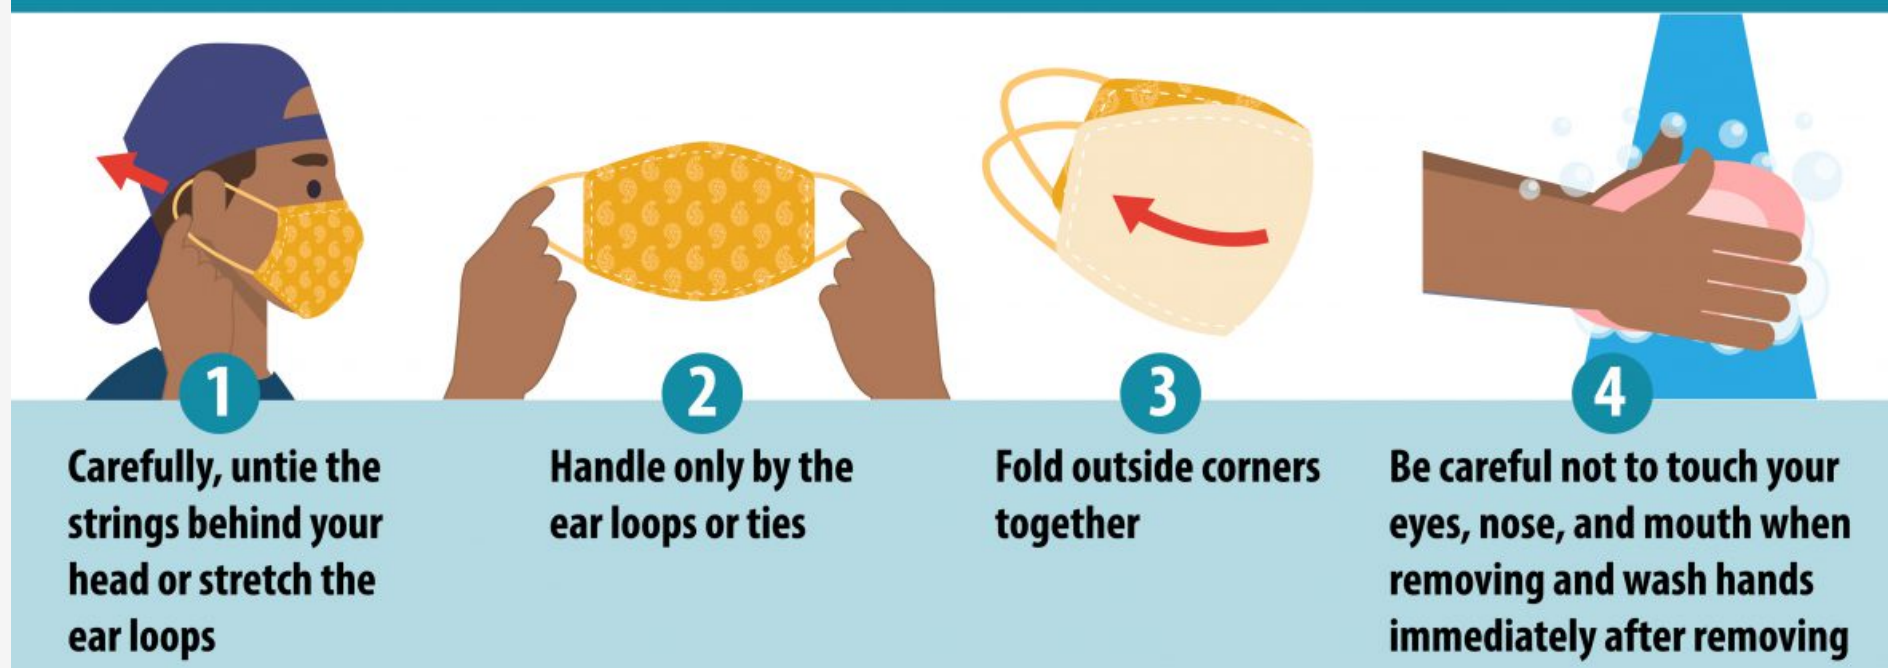 1
Carefully, untie the
strings behind your
head or stretch the
ear loops
2
Handle only by the
ear loops or ties
3
Fold outside corners
together
4
Be careful not to touch your
eyes, nose, and mouth when
removing and wash hands
immediately after removing